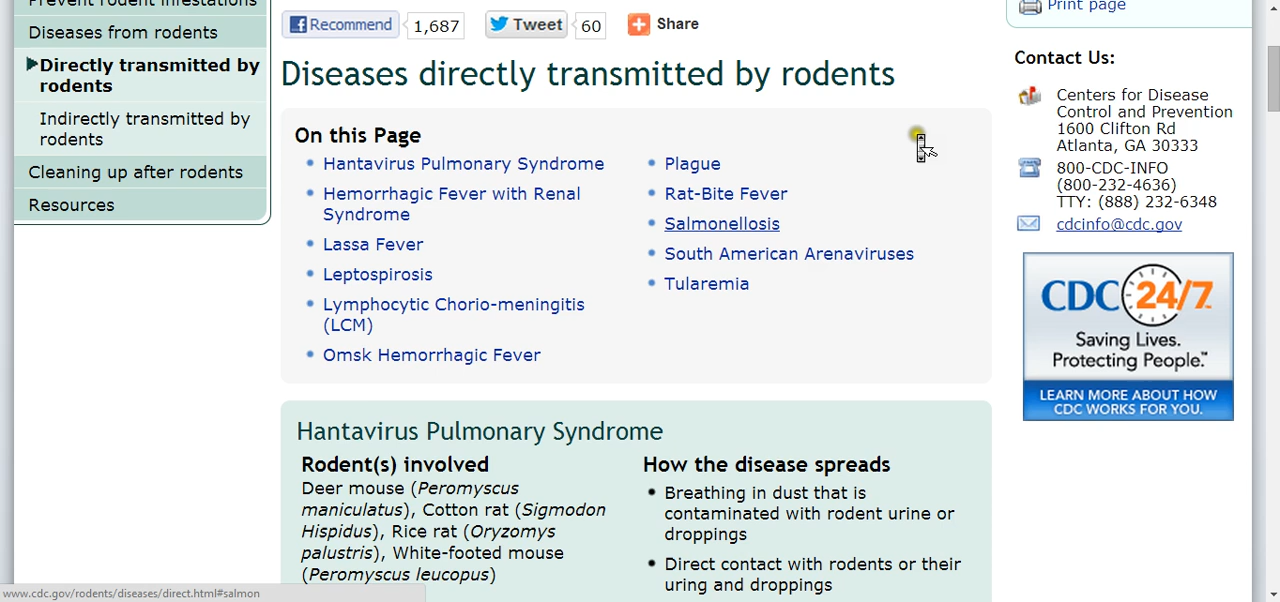 Prevent rodent infestations
Diseases from rodents
Directly transmitted by
rodents
Indirectly transmitted by
rodents
Cleaning up after rodents
Resources
Recommend 1,687 Tweet 60 Share
Diseases directly transmitted by rodents
On this Page
Hantavirus Pulmonary Syndrome
Hemorrhagic Fever with Renal
Syndrome
Lassa Fever
Leptospirosis
Lymphocytic Chorio-meningitis
(LCM)
Omsk Hemorrhagic Fever
Plague
Rat-Bite Fever
Salmonellosis
South American Arenaviruses
Tularemia
Hantavirus Pulmonary Syndrome
Rodent(s) involved
Deer mouse (Peromyscus
maniculatus), Cotton rat (Sigmodon
Hispidus), Rice rat (Oryzomys
palustris), White-footed mouse
(Peromyscus leucopus)
How the disease spreads
Breathing in dust that is
contaminated with rodent urine or
droppings
Direct contact with rodents or their
uring and droppings
Print page
Contact Us:
Centers for Disease
Control and Prevention
1600 Clifton Rd
Atlanta, GA 30333
800-CDC-INFO
(800-232-4636)
TTY: (888) 232-6348
cdcinfo@cdc.gov
CDC 24/7
Saving Lives.
Protecting People.™
LEARN MORE ABOUT HOW
CDC WORKS FOR YOU.
www.cdc.gov/rodents/diseases/direct.html#salmon